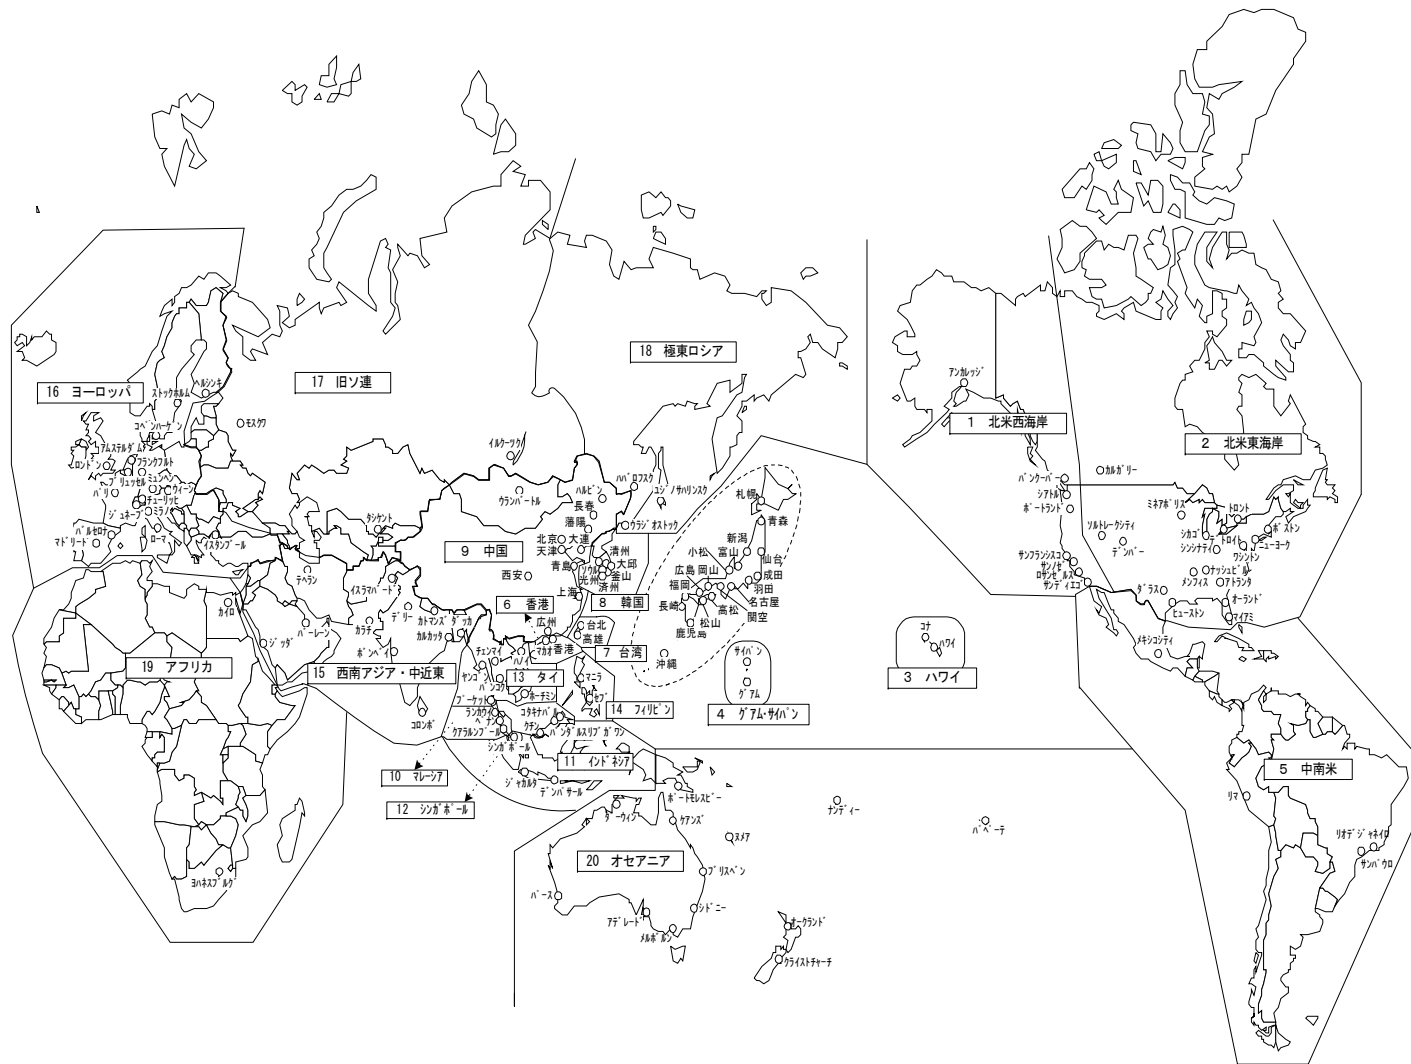 18 極東ロシア
17 旧ソ連
16 ヨーロッパ
ヘルシンキ
ストックホルム
コペンハーゲン
モスクワ
アムステルダム
ロンドン
フランクフルト
ブリュッセル
ミュンヘン
パリ
ウィーン
チューリッヒ
ジュネーブ
ミラノ
バルセロナ
マドリード
ローマ
イスタンブール
アンカレッジ
1 北米西海岸
2 北米東海岸
イルクーツク
ウランバートル
ハバロフスク
ユジノサハリンスク
ウラジオストック
タシケント
ハルビン
長春
藩陽
北京
大連
天津
青島
西安
上海
9 中国
ソウル
清州
大邱
光州
釜山
済州
8 韓国
6 香港
広州
マカオ
香港
台北
高雄
7 台湾
札幌
青森
新潟
小松
富山
仙台
広島
岡山
成田
福岡
羽田
名古屋
高松
関空
長崎
松山
鹿児島
沖縄
バンクーバー
カルガリー
シアトル
ポートランド
ミネアポリス
トロント
ソルトレークシティ
デンバー
シカゴ
デトロイト
ボストン
シンシナティ
ニューヨーク
ワシントン
サンフランシスコ
サンノゼ
ロサンゼルス
サンディエゴ
ナッシュビル
メンフィス
アトランタ
ダラス
ヒューストン
オーランド
マイアミ
メキシコシティ
テヘラン
イスラマバード
カイロ
ジッダ
バーレーン
カラチ
デリー
カトマンズ
ダッカ
カルカッタ
ボンベイ
コロンボ
19 アフリカ
15 西南アジア・中近東
チェンマイ
ハノイ
ヤンゴン
バンコク
13 タイ
ホーチミン
プーケット
マニラ
セブ
14 フィリピン
ランカウイ
ペナン
コタキナバル
クチン
クアラルンプール
バンダルスリブガワン
シンガポール
11 インドネシア
10 マレーシア
12 シンガポール
ジャカルタ
デンパサール
コナ
ハワイ
3 ハワイ
サイパン
グアム
4 グアム・サイパン
5 中南米
リマ
リオデジャネイロ
サンパウロ
ポートモレスビー
ダーウィン
ケアンズ
ナンディー
パペーテ
ヌメア
20 オセアニア
ブリスベン
パース
アデレード
シドニー
メルボルン
オークランド
クライストチャーチ
ヨハネスブルグ